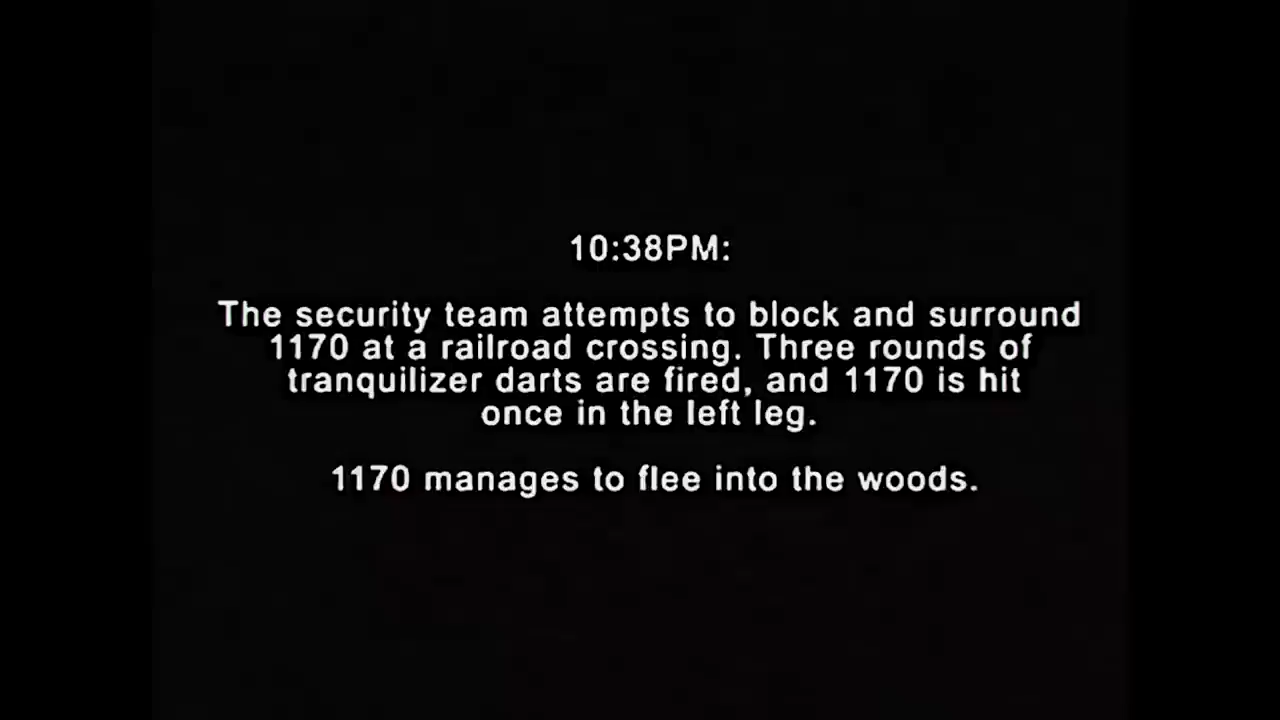 10:38PM:
The security team attempts to block and surround
1170 at a railroad crossing. Three rounds of
tranquilizer darts are fired, and 1170 is hit
once in the left leg.
1170 manages to flee into the woods.